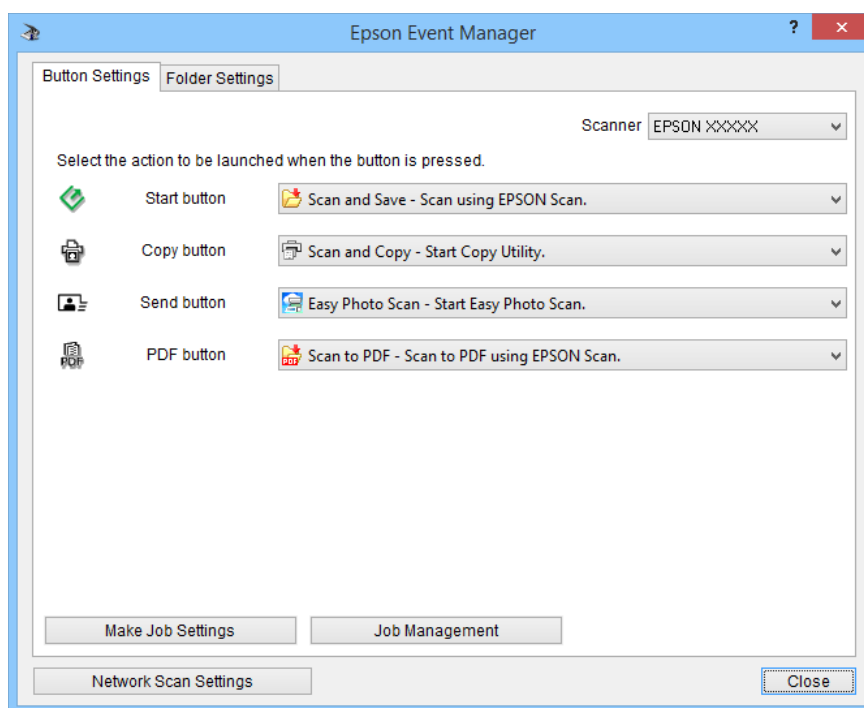 Epson Event Manager ? ×
Button Settings Folder Settings
Scanner EPSON XXXXX
Select the action to be launched when the button is pressed.
Start button Scan and Save - Scan using EPSON Scan.
Copy button Scan and Copy - Start Copy Utility.
Send button Easy Photo Scan - Start Easy Photo Scan.
PDF PDF button PDF Scan to PDF - Scan to PDF using EPSON Scan.
Make Job Settings Job Management
Network Scan Settings Close